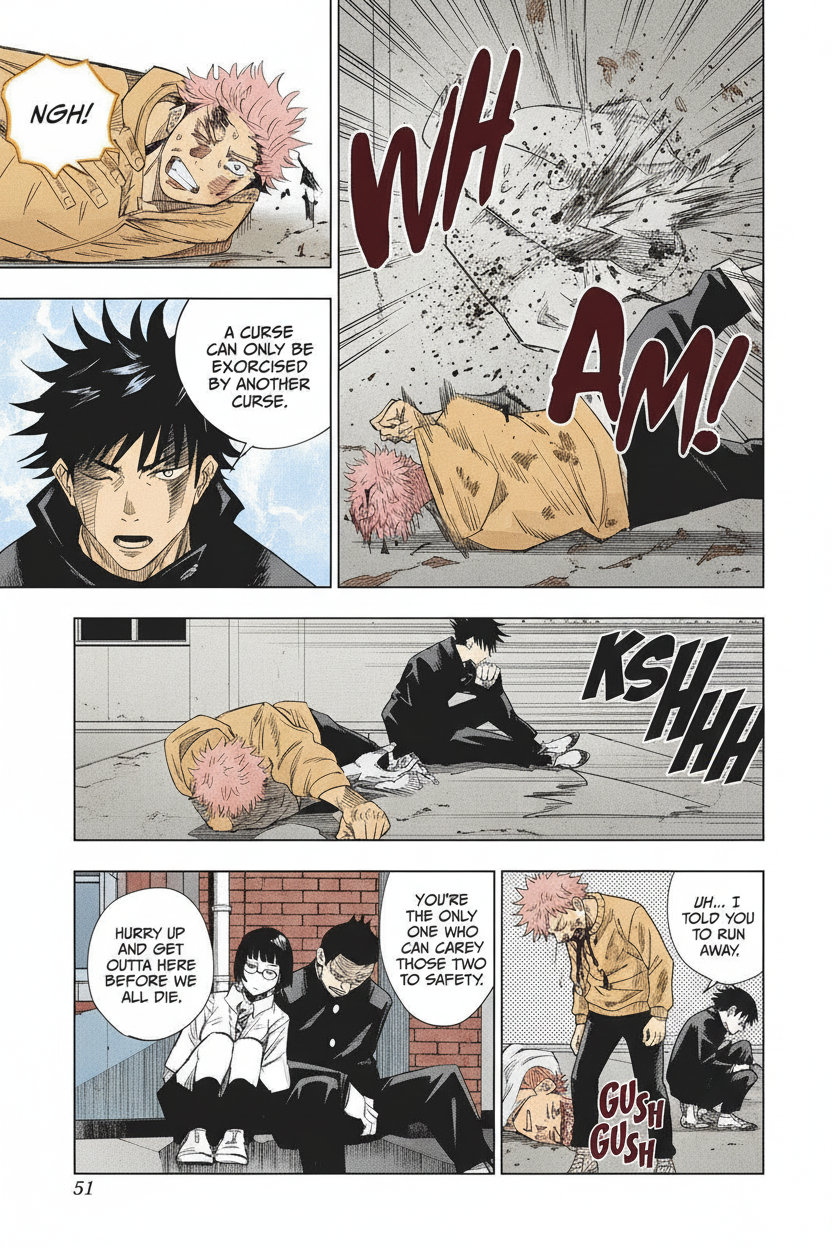 WH
AM!
NGH!
A CURSE
CAN ONLY BE
EXORCISED
BY ANOTHER
CURSE.
KSHHH
UH... I
TOLD YOU
TO RUN
AWAY.
GUSH
GUSH
YOU'RE
THE ONLY
ONE WHO
CAN CAREY
THOSE TWO
TO SAFETY.
HURRY UP
AND GET
OUTTA HERE
BEFORE WE
ALL DIE.
51